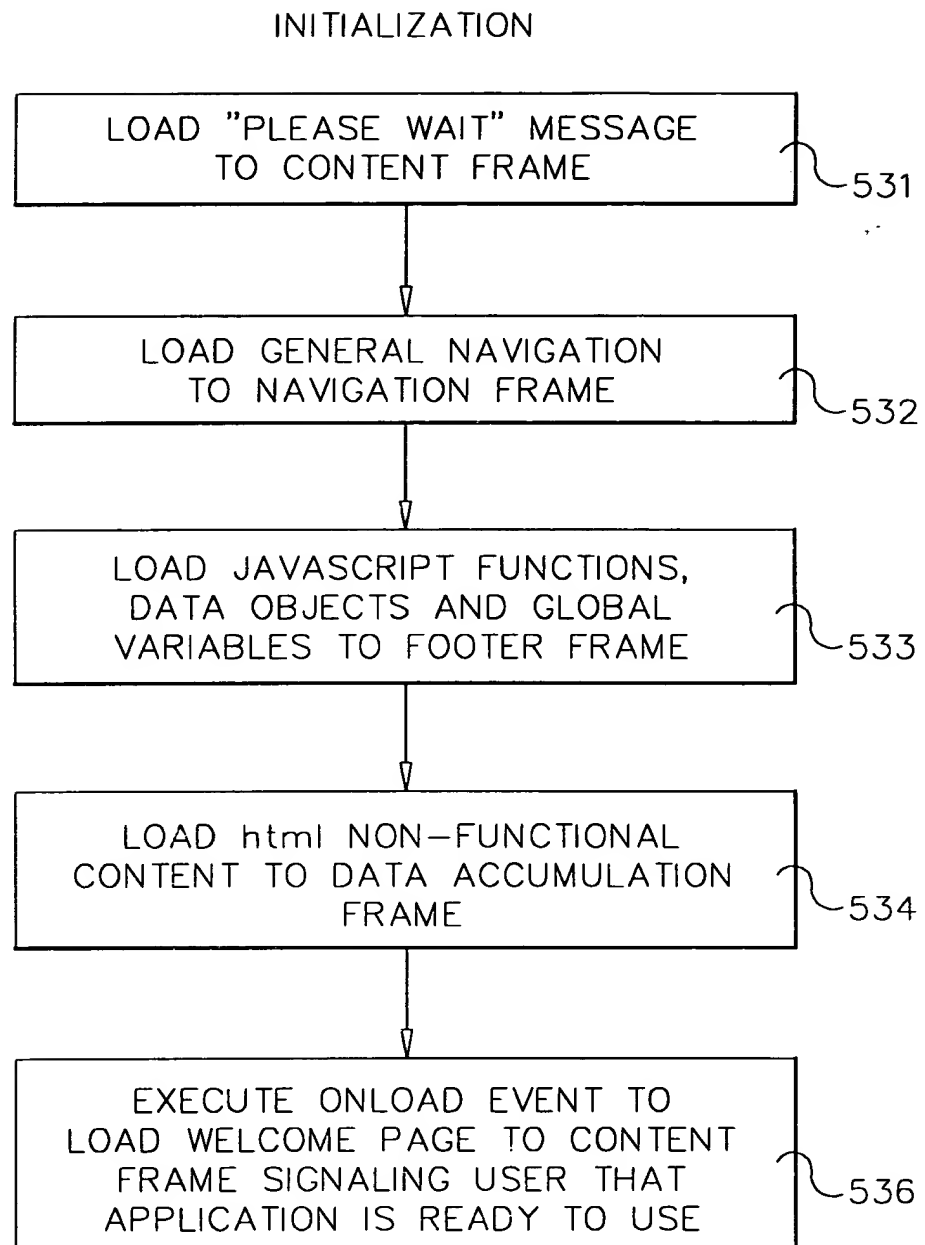 INITIALIZATION
LOAD "PLEASE WAIT" MESSAGE
TO CONTENT FRAME
531
LOAD GENERAL NAVIGATION
TO NAVIGATION FRAME
532
LOAD JAVASCRIPT FUNCTIONS,
DATA OBJECTS AND GLOBAL
VARIABLES TO FOOTER FRAME
533
LOAD html NON-FUNCTIONAL
CONTENT TO DATA ACCUMULATION
FRAME
534
EXECUTE ONLOAD EVENT TO
LOAD WELCOME PAGE TO CONTENT
FRAME SIGNALING USER THAT
APPLICATION IS READY TO USE
536